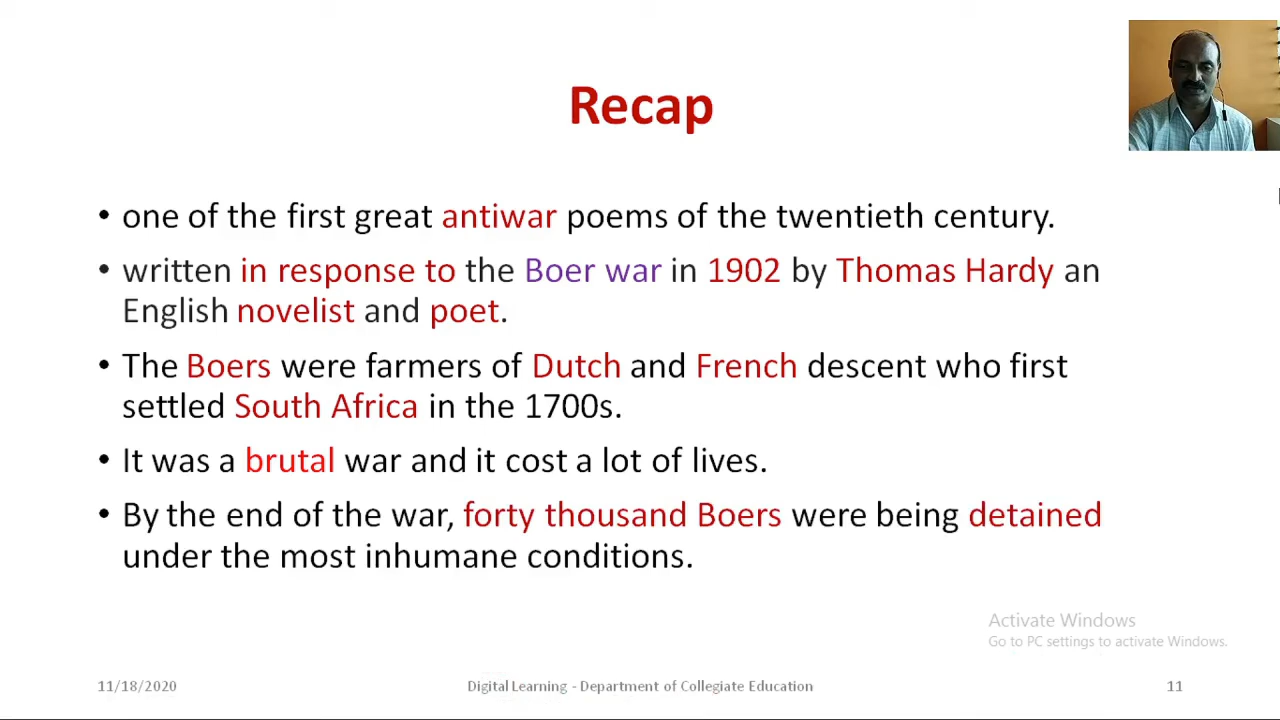 Recap
• one of the first great antiwar poems of the twentieth century.
• written in response to the Boer war in 1902 by Thomas Hardy an
English novelist and poet.
• The Boers were farmers of Dutch and French descent who first
settled South Africa in the 1700s.
• It was a brutal war and it cost a lot of lives.
• By the end of the war, forty thousand Boers were being detained
under the most inhumane conditions.
Activate Windows
Go to PC settings to activate Windows.
11/18/2020
Digital Learning - Department of Collegiate Education
11